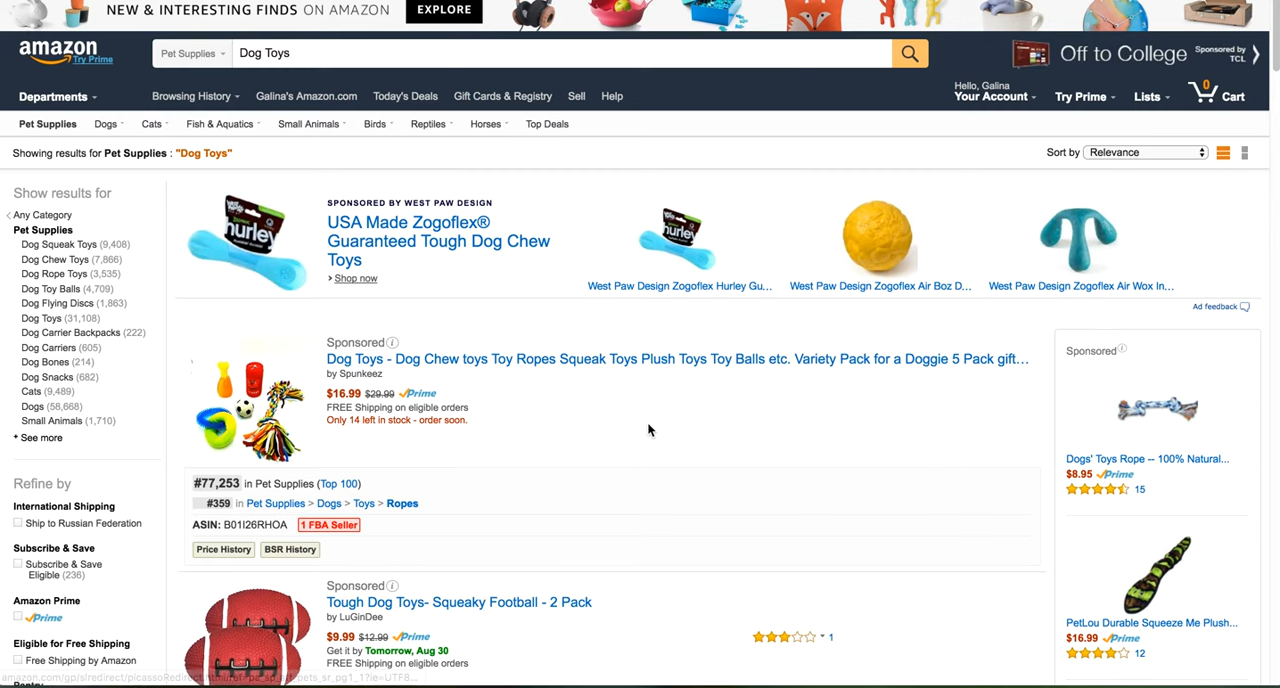 NEW & INTERESTING FINDS ON AMAZON
EXPLORE
amazon
Try Prime
Pet Supplies
Dog Toys
Off to College
Sponsored by TCL
Departments
Browsing History
Galina's Amazon.com
Today's Deals
Gift Cards & Registry
Sell
Help
Hello, Galina
Your Account
Try Prime
Lists
0
Cart
Pet Supplies
Dogs
Cats
Fish & Aquatics
Small Animals
Birds
Reptiles
Horses
Top Deals
Showing results for Pet Supplies : "Dog Toys"
Sort by
Relevance
Show results for
Any Category
Pet Supplies
Dog Squeak Toys (9,408)
Dog Chew Toys (7,866)
Dog Rope Toys (3,535)
Dog Toy Balls (4,709)
Dog Flying Discs (1,863)
Dog Toys (31,108)
Dog Carrier Backpacks (222)
Dog Carriers (605)
Dog Bones (214)
Dog Snacks (682)
Cats (9,489)
Dogs (58,668)
Small Animals (1,710)
+ See more
Refine by
International Shipping
Ship to Russian Federation
Subscribe & Save
Subscribe & Save
Eligible (236)
Amazon Prime
Prime
Eligible for Free Shipping
Free Shipping by Amazon
hurley
SPONSORED BY WEST PAW DESIGN
USA Made Zogoflex®
Guaranteed Tough Dog Chew
Toys
› Shop now
hurley
West Paw Design Zogoflex Hurley Gu...
West Paw Design Zogoflex Air Boz D...
West Paw Design Zogoflex Air Wox In...
Ad feedback
Sponsored
Dog Toys - Dog Chew toys Toy Ropes Squeak Toys Plush Toys Toy Balls etc. Variety Pack for a Doggie 5 Pack gift…
by Spunkeez
$16.99 $29.99 Prime
FREE Shipping on eligible orders
Only 14 left in stock - order soon.
#77,253 in Pet Supplies (Top 100)
#359 in Pet Supplies > Dogs > Toys > Ropes
ASIN: B01I26RHOA 1 FBA Seller
Price History
BSR History
Sponsored
Tough Dog Toys- Squeaky Football - 2 Pack
by LuGinDee
$9.99 $12.99 Prime
Get it by Tomorrow, Aug 30
FREE Shipping on eligible orders
1
Sponsored
Dogs' Toys Rope -- 100% Natural...
$8.95 Prime
15
PetLou Durable Squeeze Me Plush...
$16.99 Prime
12